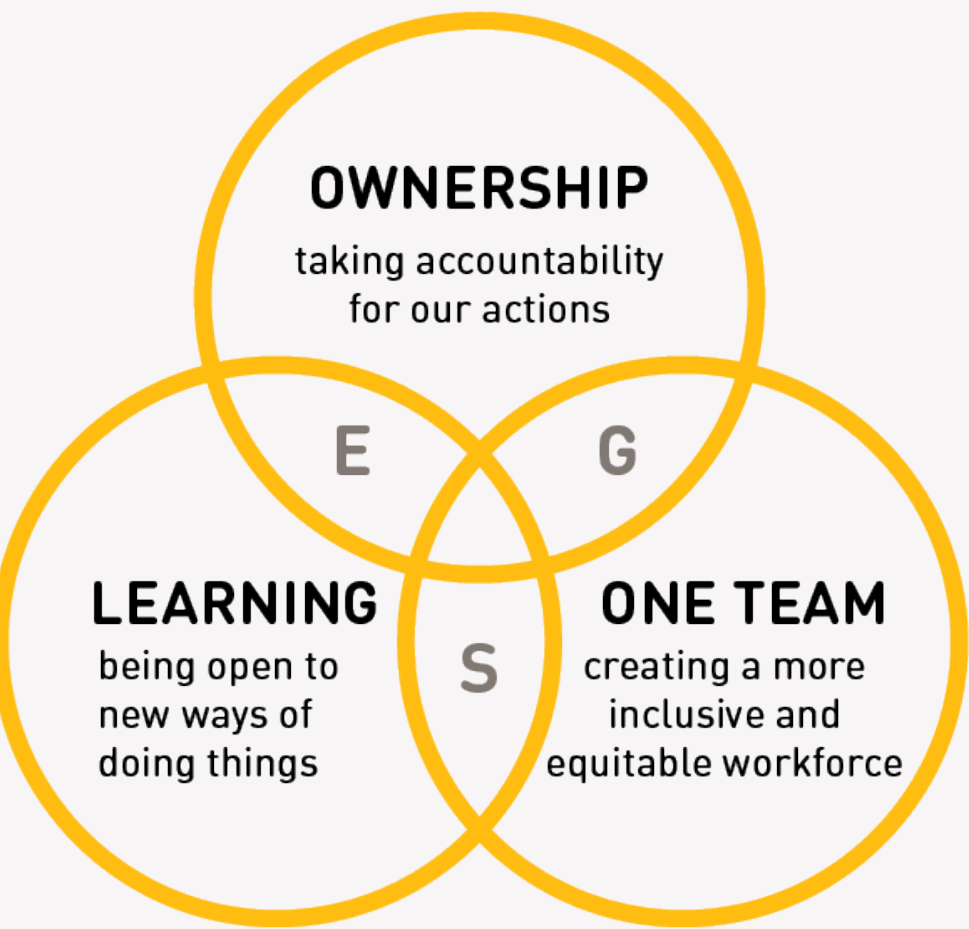 OWNERSHIP
taking accountability
for our actions
E
G
LEARNING
being open to
new ways of
doing things
S
ONE TEAM
creating a more
inclusive and
equitable workforce